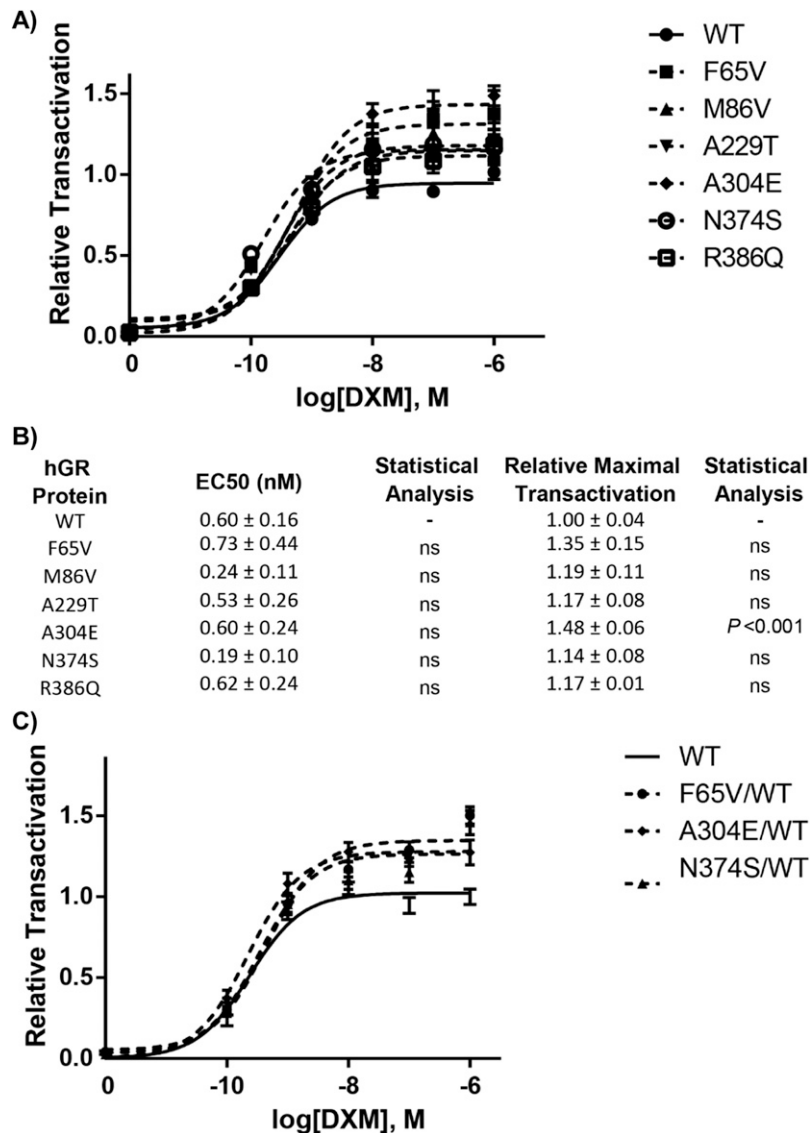 A)
Relative Transactivation
1.5
1.0
0.5
0.0
0 -10 -8 -6
log[DXM], M
WT
F65V
M86V
A229T
A304E
N374S
R386Q
B)
hGR Protein EC50 (nM) Statistical Analysis Relative Maximal Transactivation Statistical Analysis
WT 0.60 ± 0.16 - 1.00 ± 0.04 -
F65V 0.73 ± 0.44 ns 1.35 ± 0.15 ns
M86V 0.24 ± 0.11 ns 1.19 ± 0.11 ns
A229T 0.53 ± 0.26 ns 1.17 ± 0.08 ns
A304E 0.60 ± 0.24 ns 1.48 ± 0.06 P <0.001
N374S 0.19 ± 0.10 ns 1.14 ± 0.08 ns
R386Q 0.62 ± 0.24 ns 1.17 ± 0.01 ns
C)
Relative Transactivation
1.5
1.0
0.5
0.0
0 -10 -8 -6
log[DXM], M
WT
F65V/WT
A304E/WT
N374S/WT